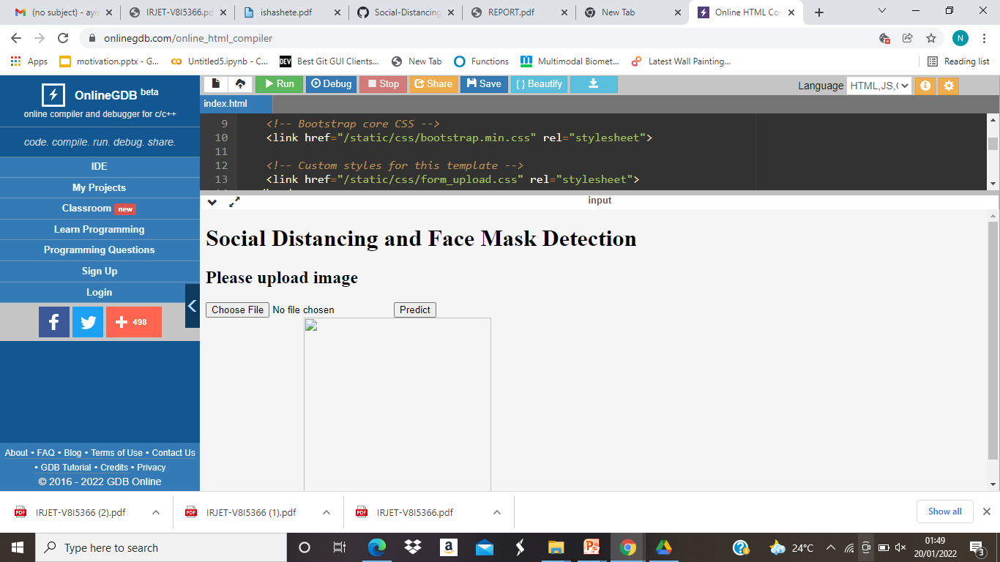 (no subject) - ayi
IRJET-V8I5366.pd
ishashete.pdf
Social-Distancing
REPORT.pdf
New Tab
Online HTML Co
onlinegdb.com/online_html_compiler
N
Apps
motivation.pptx - G...
Untitled5.ipynb - C...
DEV
Best Git GUI Clients...
New Tab
Functions
Multimodal Biomet...
Latest Wall Painting...
Reading list
OnlineGDB beta
online compiler and debugger for c/c++
code. compile. run. debug. share.
IDE
My Projects
Classroom new
Learn Programming
Programming Questions
Sign Up
Login
498
About • FAQ • Blog • Terms of Use • Contact Us
• GDB Tutorial • Credits • Privacy
© 2016 - 2022 GDB Online
Run
Debug
Stop
Share
Save
{ } Beautify
Language HTML,JS,
index.html
9 <!-- Bootstrap core CSS -->
10 <link href="/static/css/bootstrap.min.css" rel="stylesheet">
11
12 <!-- Custom styles for this template -->
13 <link href="/static/css/form_upload.css" rel="stylesheet">
input
Social Distancing and Face Mask Detection
Please upload image
Choose File No file chosen Predict
PDF IRJET-V8I5366 (2).pdf
PDF IRJET-V8I5366 (1).pdf
PDF IRJET-V8I5366.pdf
Show all
Type here to search
24°C
01:49
20/01/2022
3